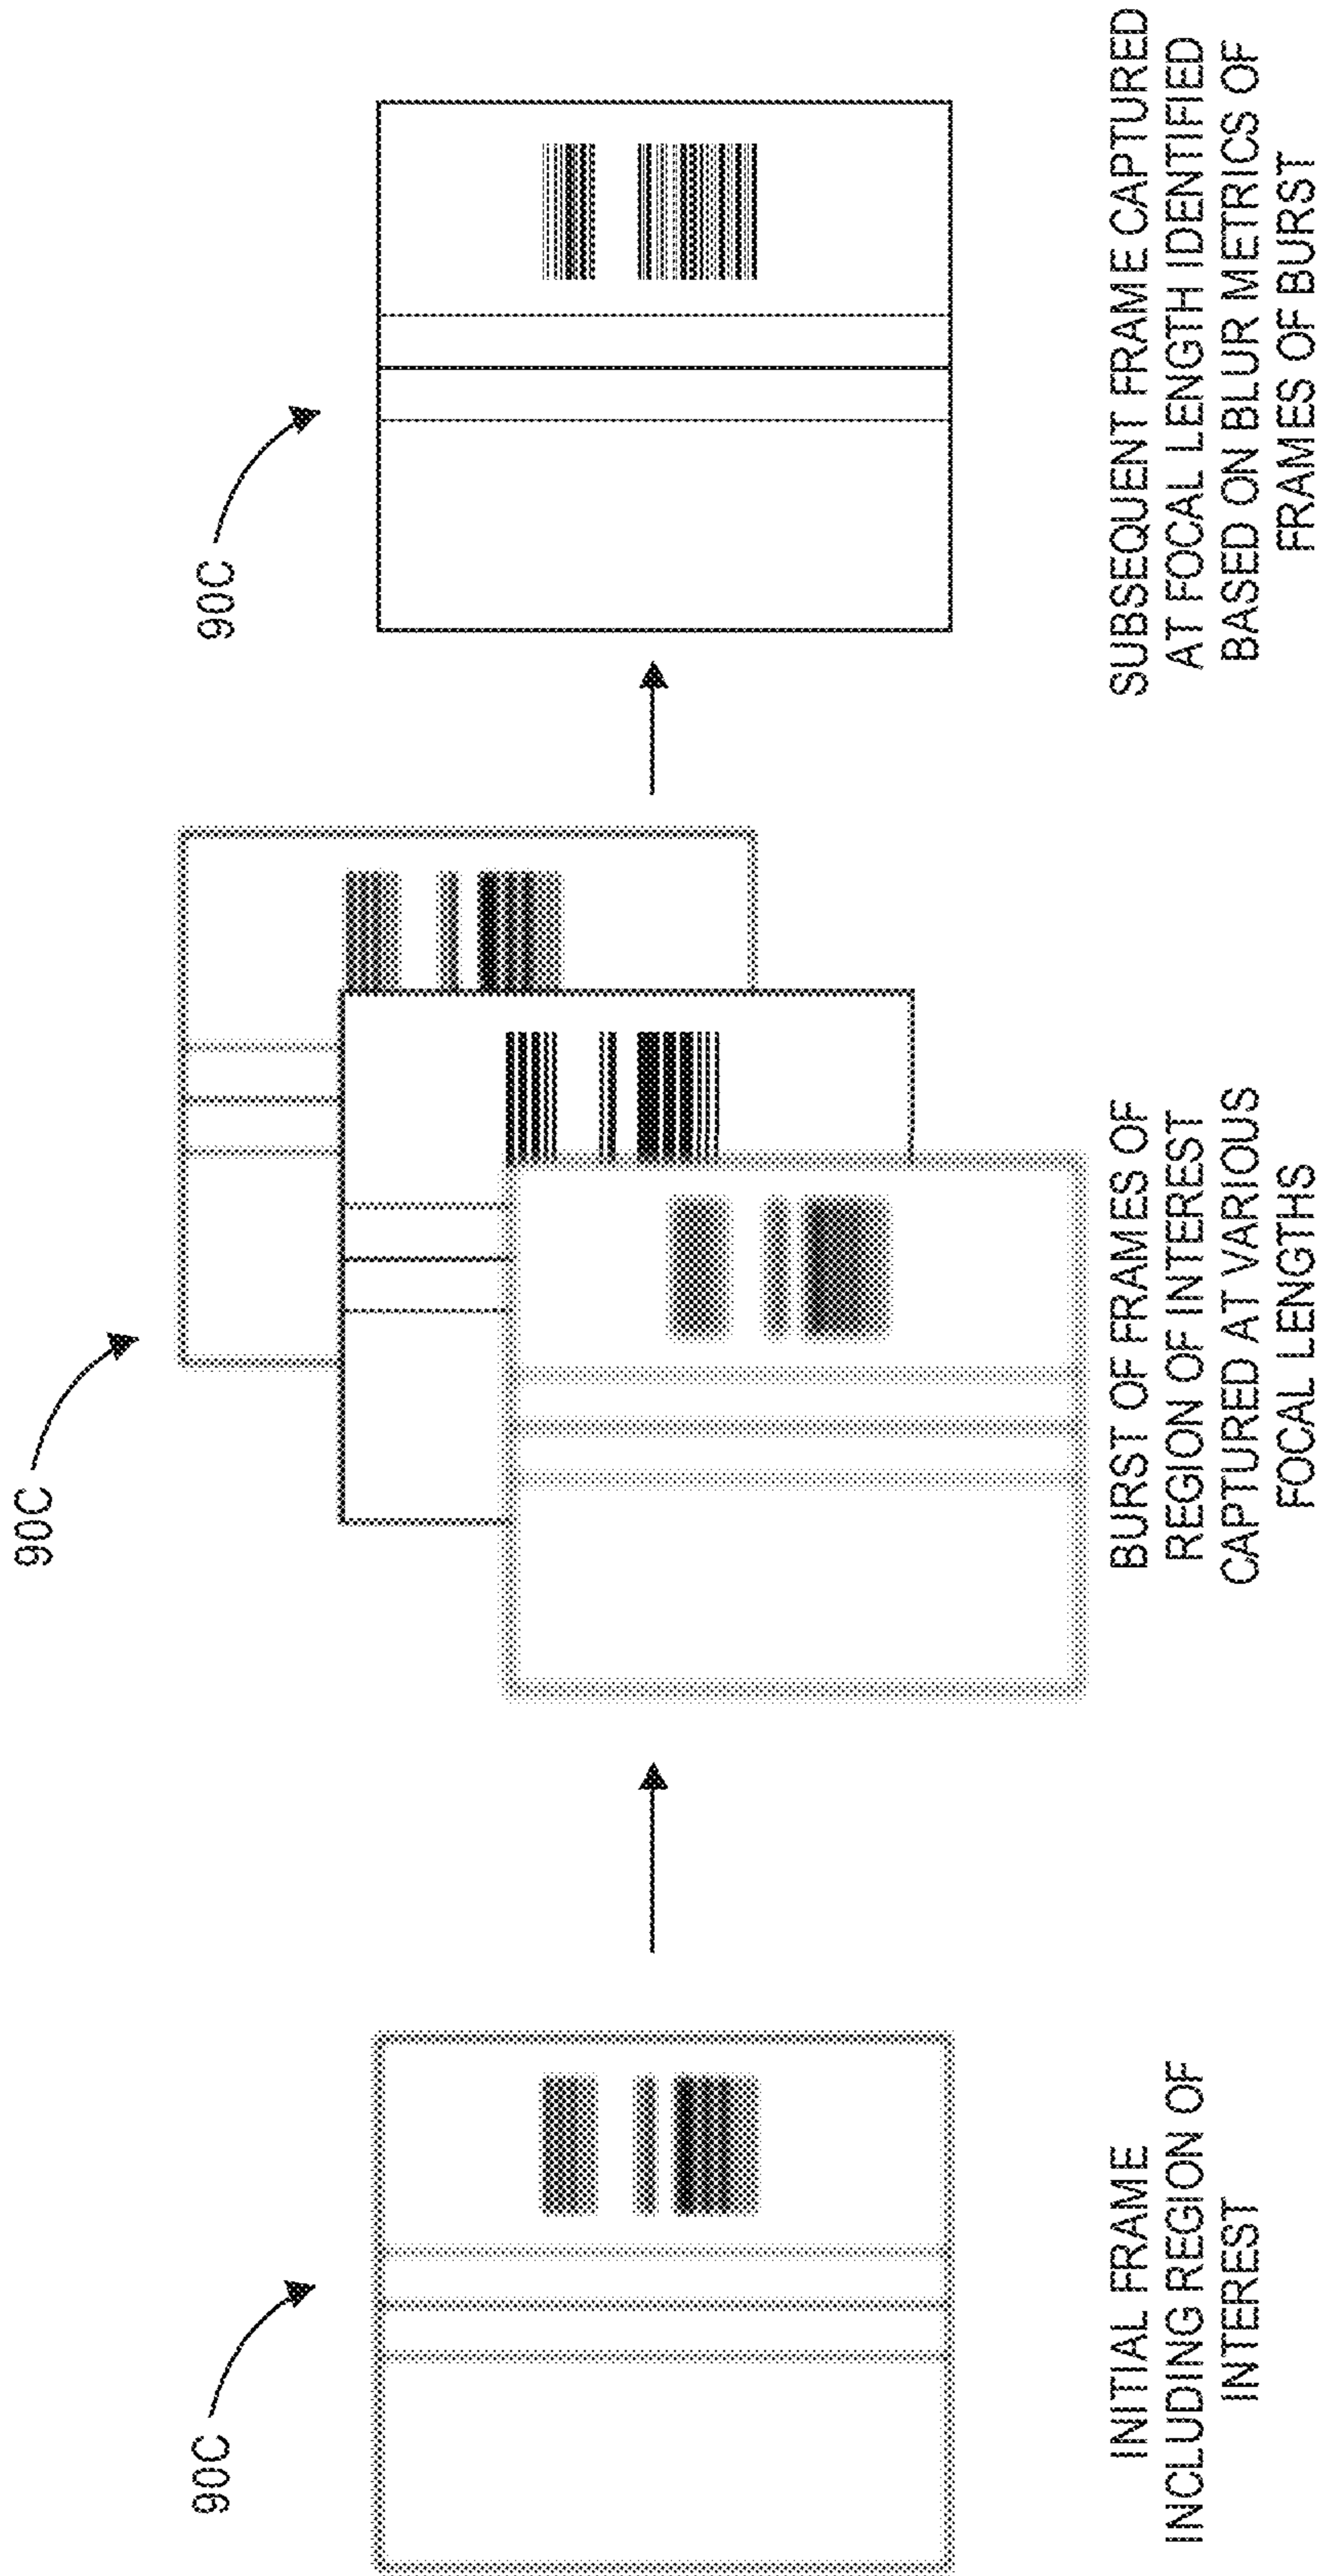 90C
INITIAL FRAME
INCLUDING REGION OF
INTEREST
90C
BURST OF FRAMES OF
REGION OF INTEREST
CAPTURED AT VARIOUS
FOCAL LENGTHS
90C
SUBSEQUENT FRAME CAPTURED
AT FOCAL LENGTH IDENTIFIED
BASED ON BLUR METRICS OF
FRAMES OF BURST